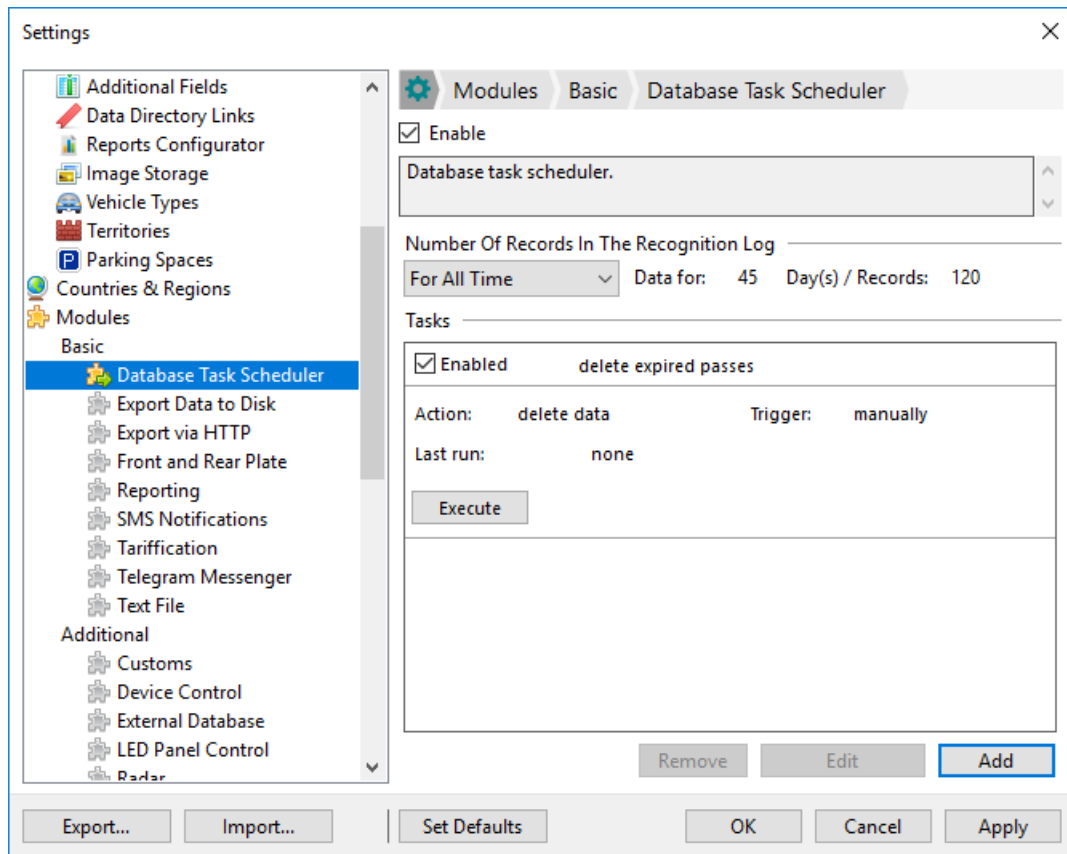 Settings
Additional Fields
Data Directory Links
Reports Configurator
Image Storage
Vehicle Types
Territories
P Parking Spaces
Countries & Regions
Modules
Basic
Database Task Scheduler
Export Data to Disk
Export via HTTP
Front and Rear Plate
Reporting
SMS Notifications
Tariffication
Telegram Messenger
Text File
Additional
Customs
Device Control
External Database
LED Panel Control
Radar
Modules Basic Database Task Scheduler
Enable
Database task scheduler.
Number Of Records In The Recognition Log
For All Time Data for: 45 Day(s) / Records: 120
Tasks
Enabled delete expired passes
Action: delete data Trigger: manually
Last run: none
Execute
Remove Edit Add
Export... Import... Set Defaults OK Cancel Apply